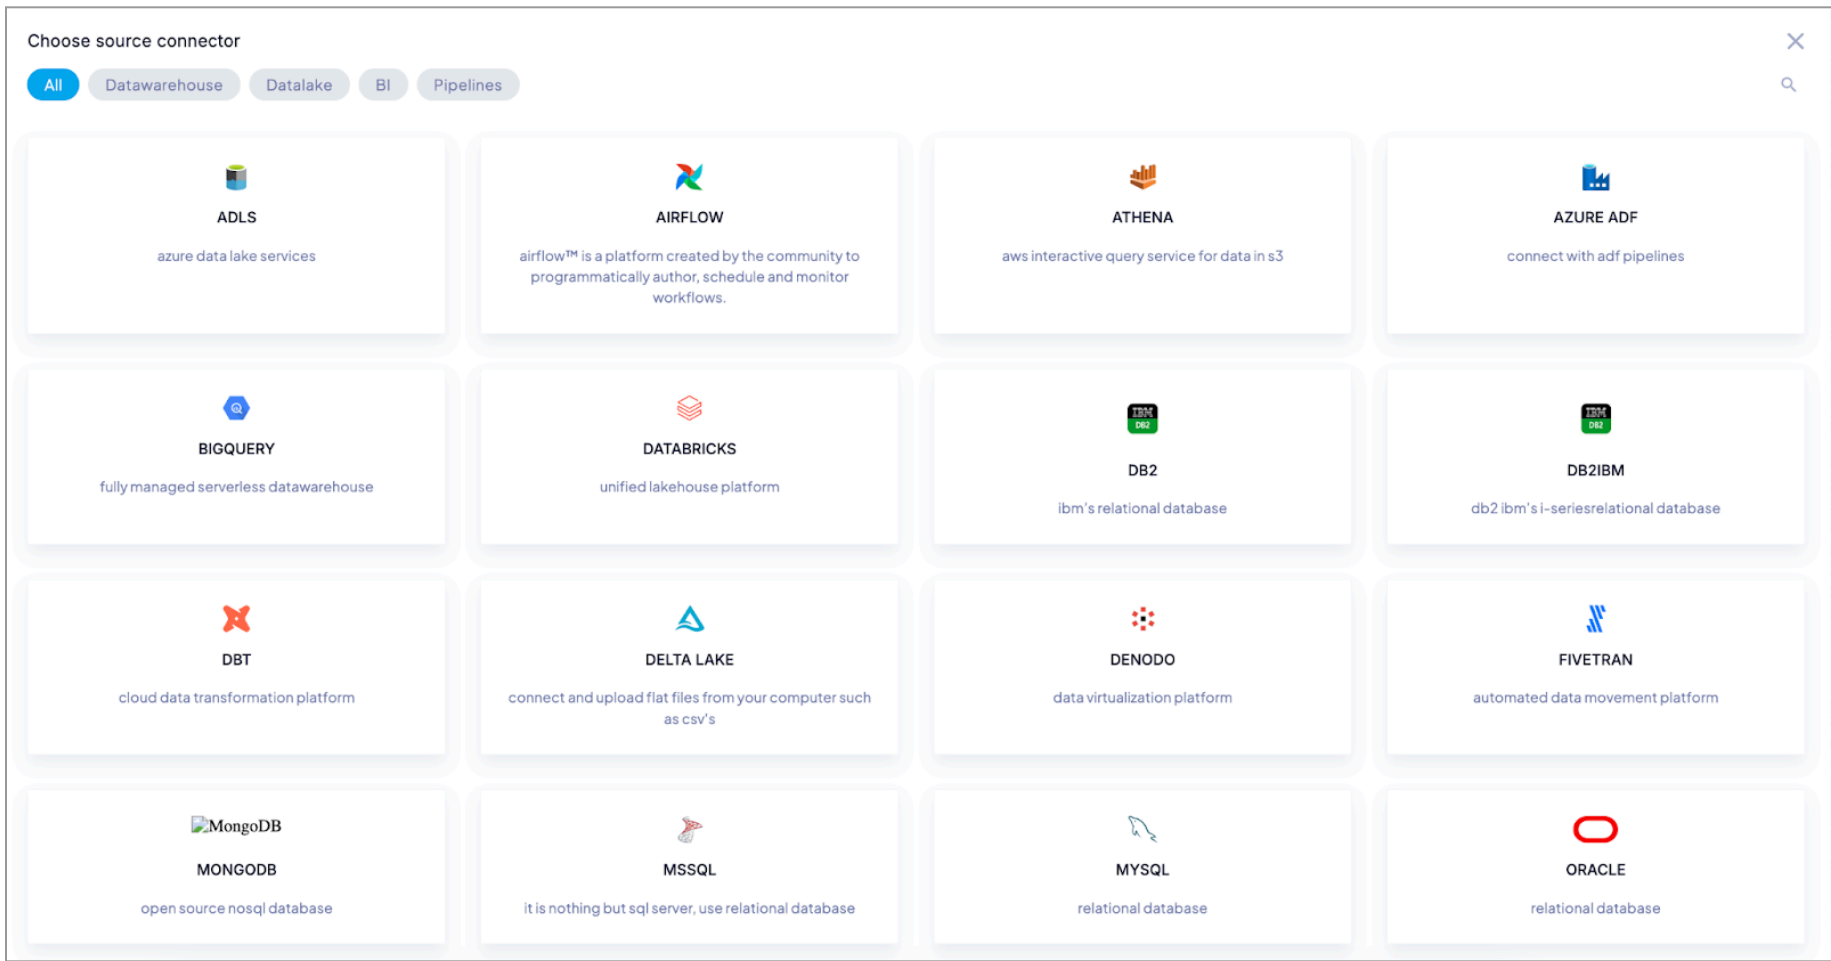 Choose source connector
All Datawarehouse Datalake BI Pipelines
ADLS
azure data lake services
AIRFLOW
airflow™ is a platform created by the community to
programmatically author, schedule and monitor
workflows.
ATHENA
aws interactive query service for data in s3
AZURE ADF
connect with adf pipelines
BIGQUERY
fully managed serverless datawarehouse
DATABRICKS
unified lakehouse platform
IBM
DB2
DB2
ibm's relational database
IBM
DB2
DB2IBM
db2 ibm's i-seriesrelational database
DBT
cloud data transformation platform
DELTA LAKE
connect and upload flat files from your computer such
as csv's
DENODO
data virtualization platform
FIVETRAN
automated data movement platform
MongoDB
MONGODB
open source nosql database
MSSQL
it is nothing but sql server, use relational database
MYSQL
relational database
ORACLE
relational database